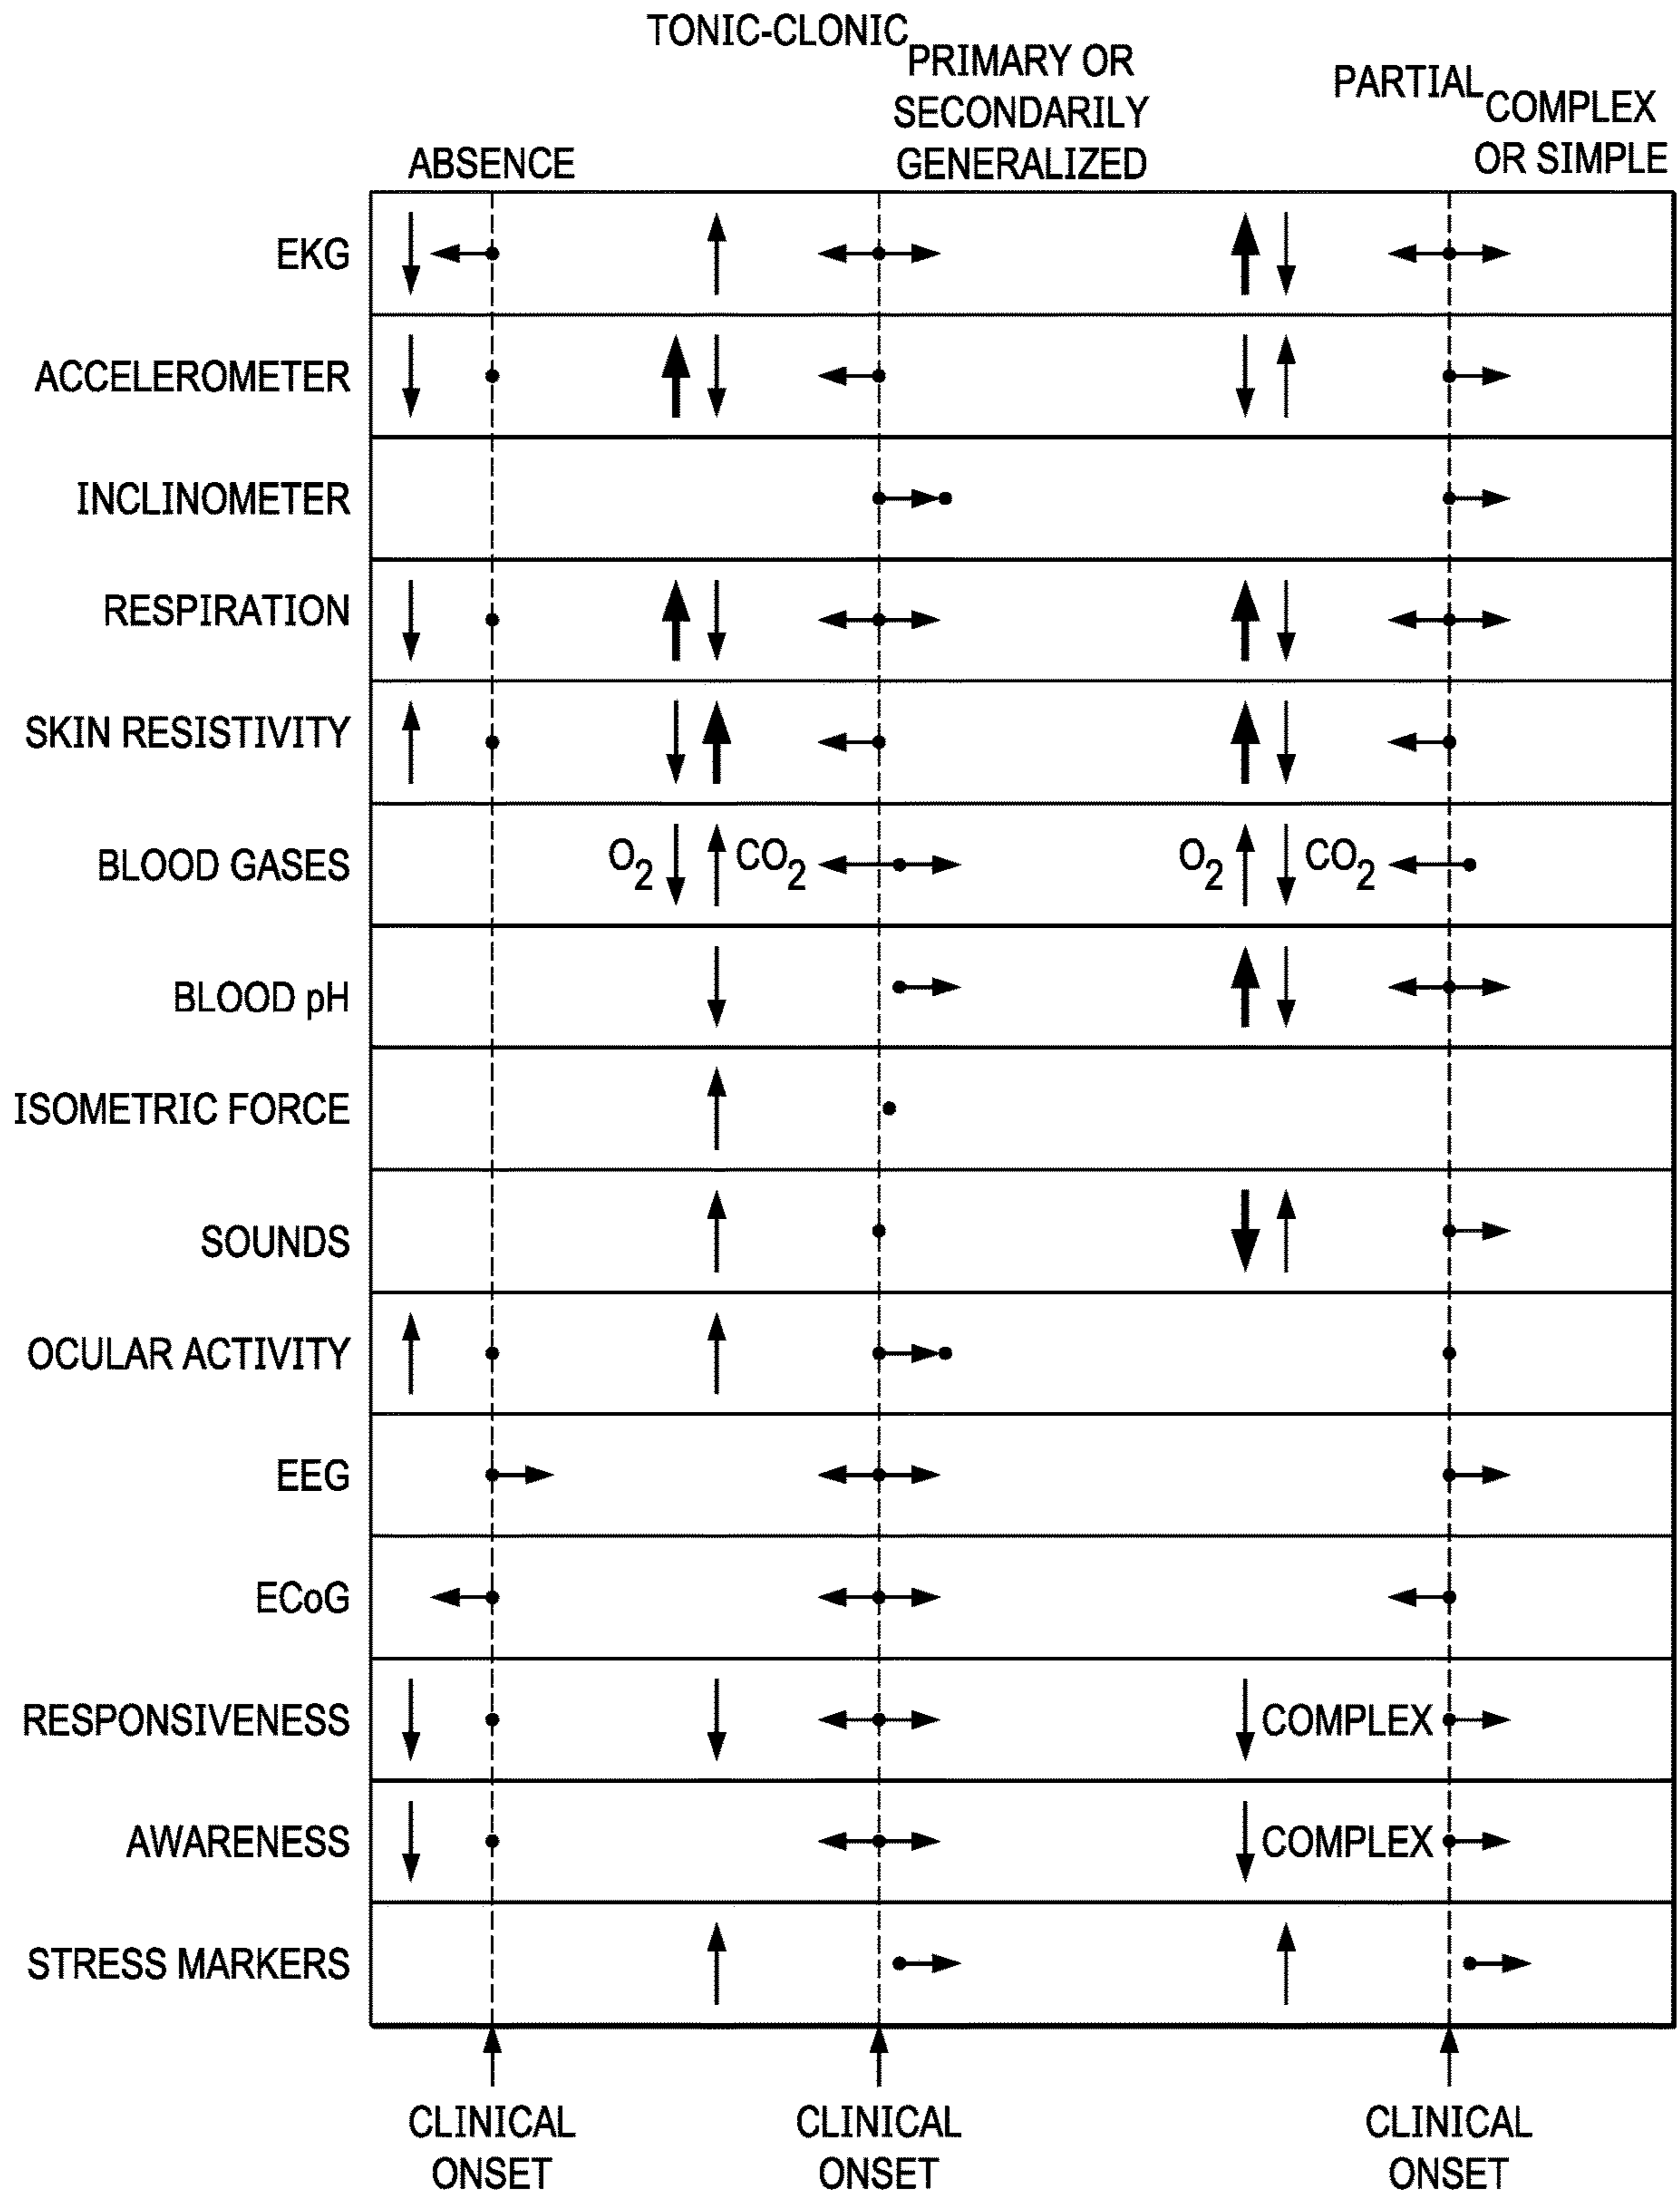 TONIC-CLONIC
PRIMARY OR
SECONDARILY
GENERALIZED
PARTIAL
COMPLEX
OR SIMPLE
ABSENCE
EKG
ACCELEROMETER
INCLINOMETER
RESPIRATION
SKIN RESISTIVITY
BLOOD GASES O2 CO2 O2 CO2
BLOOD pH
ISOMETRIC FORCE
SOUNDS
OCULAR ACTIVITY
EEG
ECoG
RESPONSIVENESS COMPLEX
AWARENESS COMPLEX
STRESS MARKERS
CLINICAL
ONSET
CLINICAL
ONSET
CLINICAL
ONSET